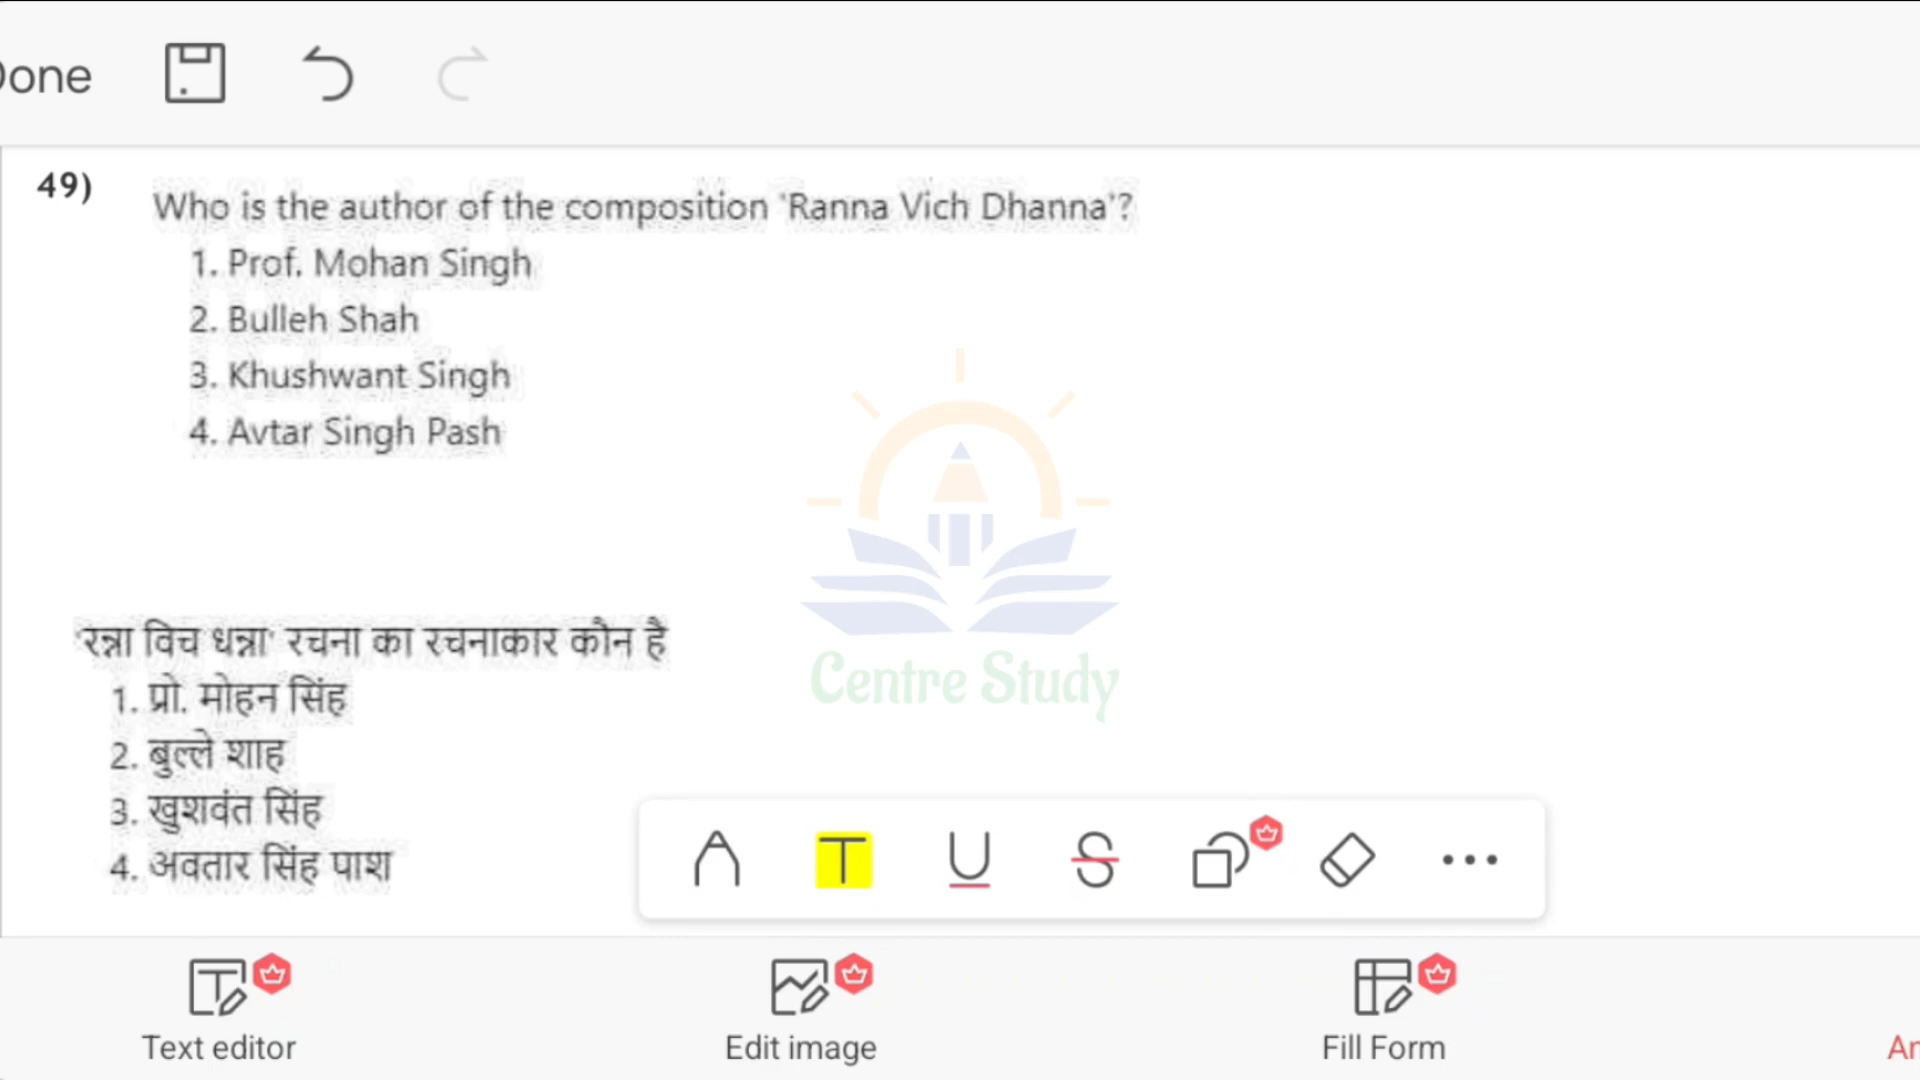 Done
49)
Who is the author of the composition 'Ranna Vich Dhanna'?
1. Prof. Mohan Singh
2. Bulleh Shah
3. Khushwant Singh
4. Avtar Singh Pash
Centre Study
'रन्ना विच धन्ना' रचना का रचनाकार कौन है
1. प्रो. मोहन सिंह
2. बुल्ले शाह
3. खुशवंत सिंह
4. अवतार सिंह पाश
Text editor
Edit image
Fill Form